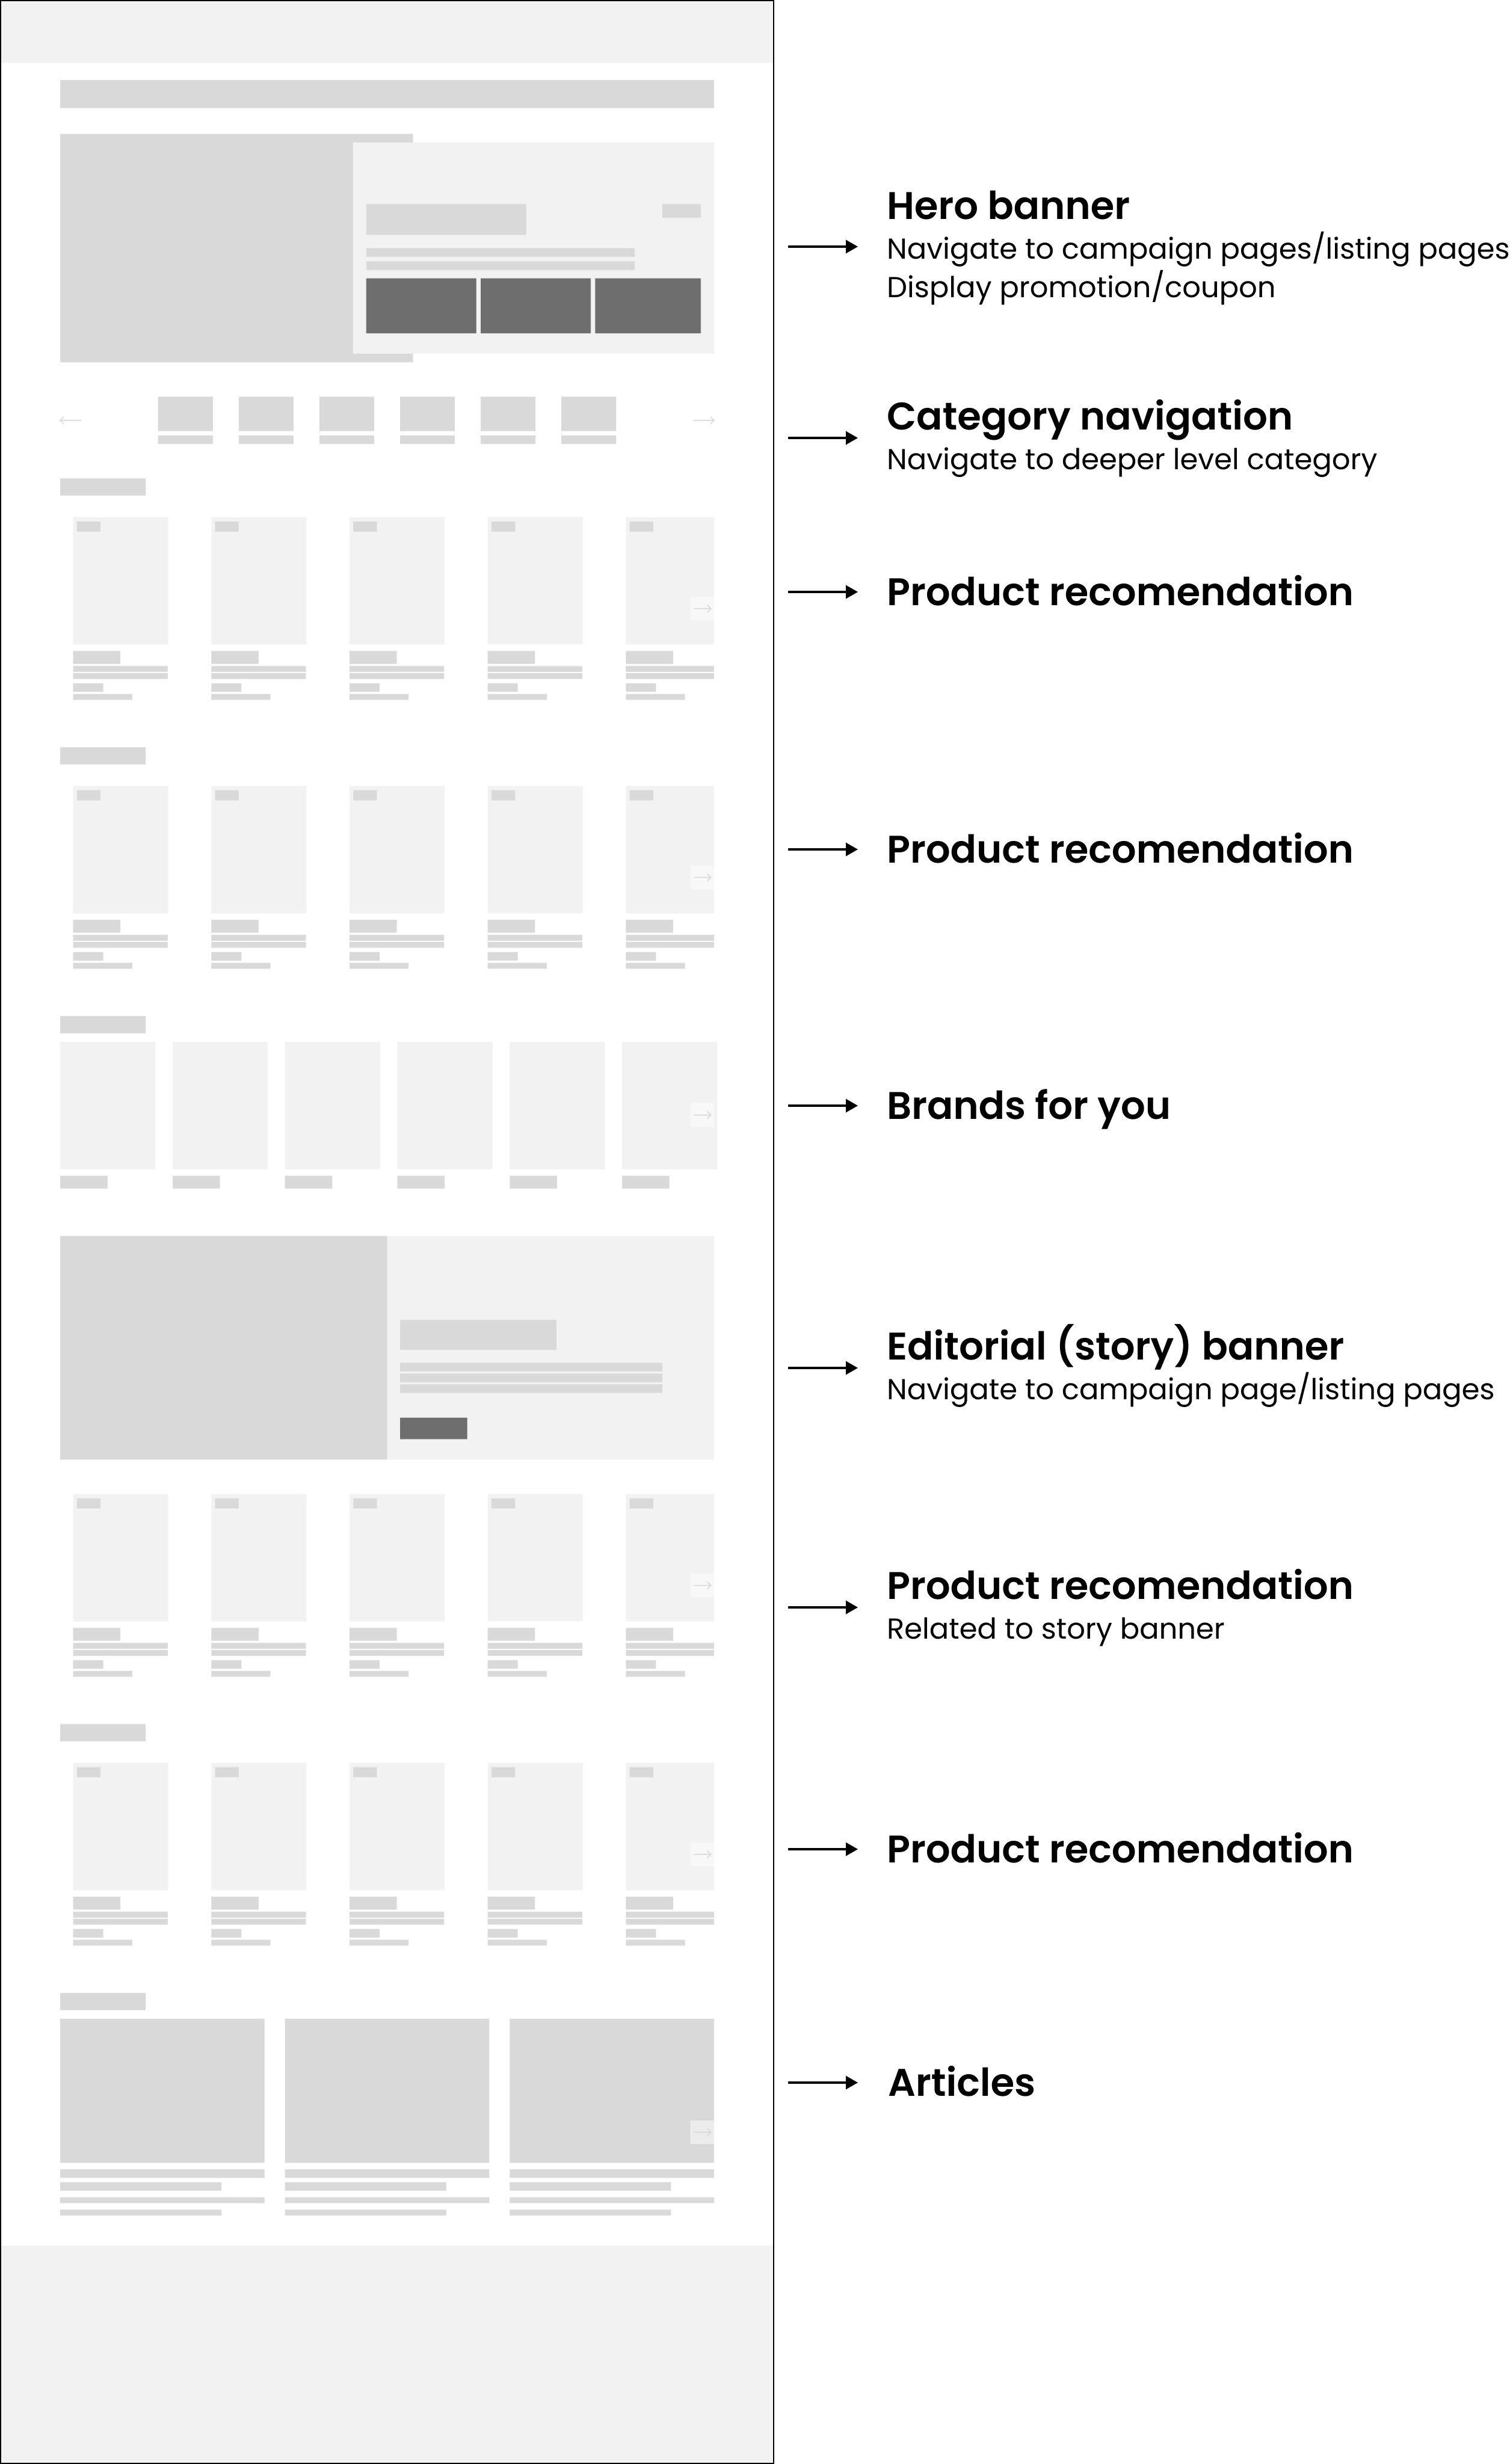 Hero banner
Navigate to campaign pages/listing pages
Display promotion/coupon
Category navigation
Navigate to deeper level category
Product recomendation
Product recomendation
Brands for you
Editorial (story) banner
Navigate to campaign page/listing pages
Product recomendation
Related to story banner
Product recomendation
Articles